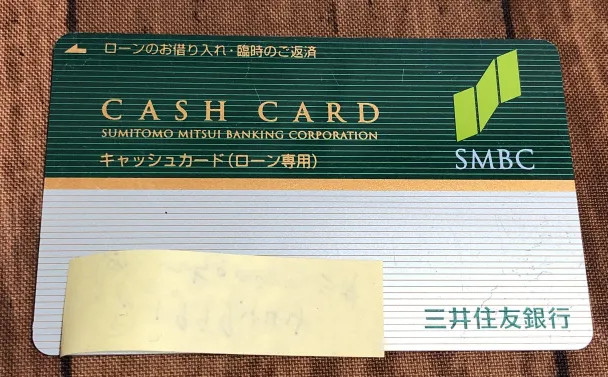 ローンのお借り入れ・臨時のご返済
CASH CARD
SUMITOMO MITSUI BANKING CORPORATION
キャッシュカード(ローン専用)
SMBC
三井住友銀行